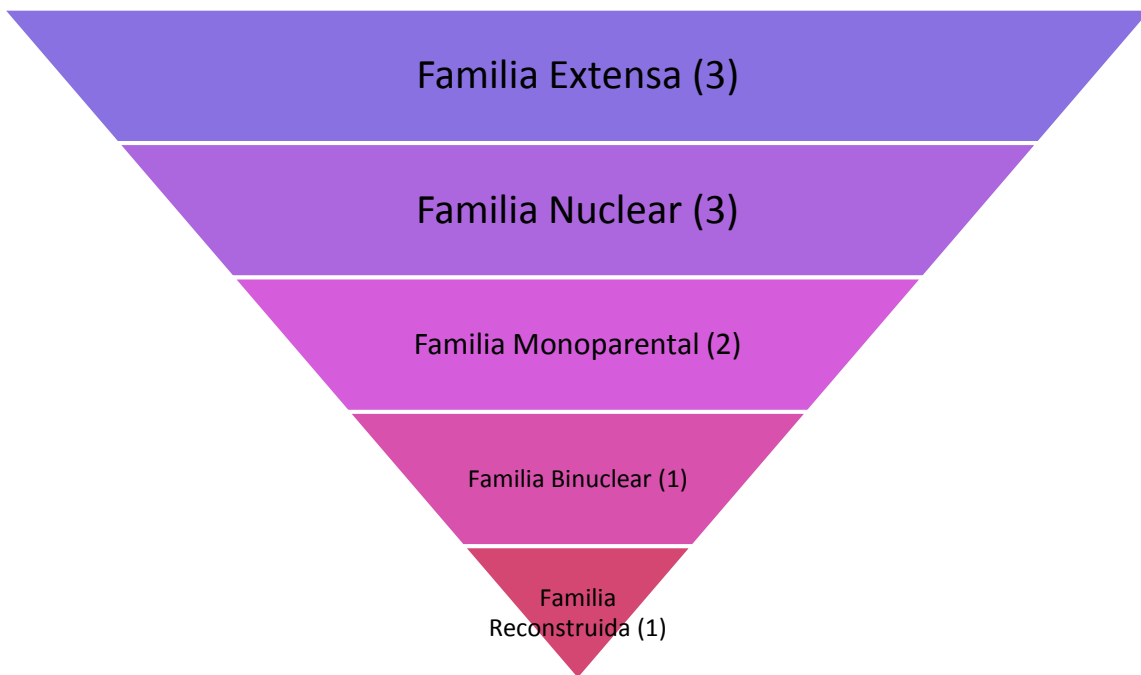 Familia Extensa (3)
Familia Nuclear (3)
Familia Monoparental (2)
Familia Binuclear (1)
Familia
Reconstruida (1)